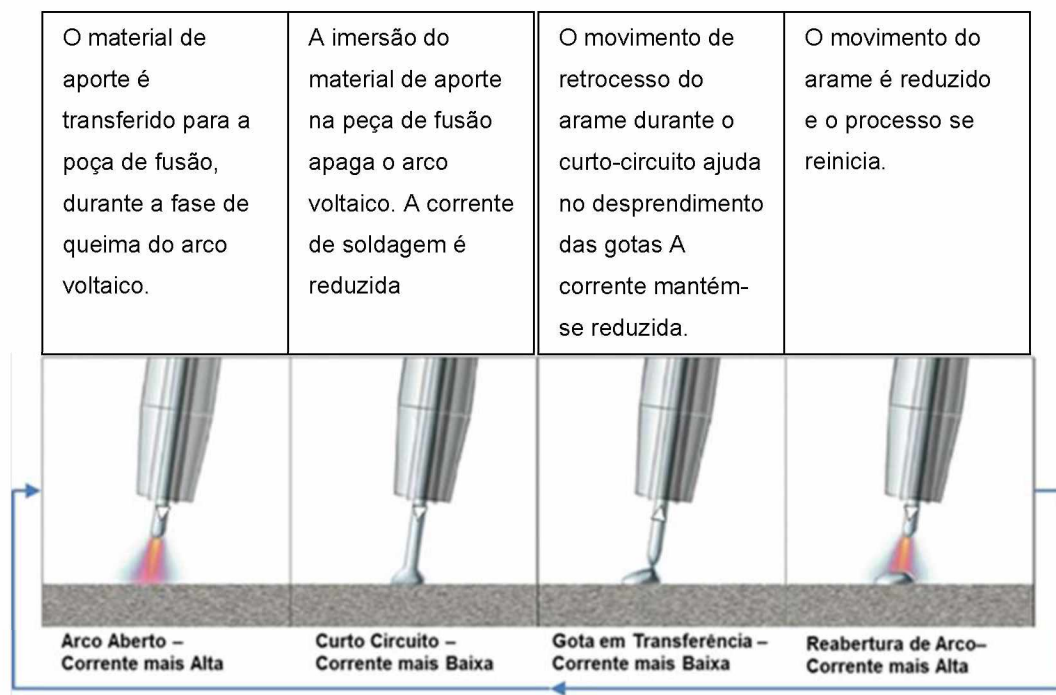 O material de
aporte é
transferido para a
poça de fusão,
durante a fase de
queima do arco
voltaico.
A imersão do
material de aporte
na peça de fusão
apaga o arco
voltaico. A corrente
de soldagem é
reduzida
O movimento de
retrocesso do
arame durante o
curto-circuito ajuda
no desprendimento
das gotas A
corrente mantém-
se reduzida.
O movimento do
arame é reduzido
e o processo se
reinicia.
Arco Aberto –
Corrente mais Alta
Curto Circuito –
Corrente mais Baixa
Gota em Transferência –
Corrente mais Baixa
Reabertura de Arco–
Corrente mais Alta